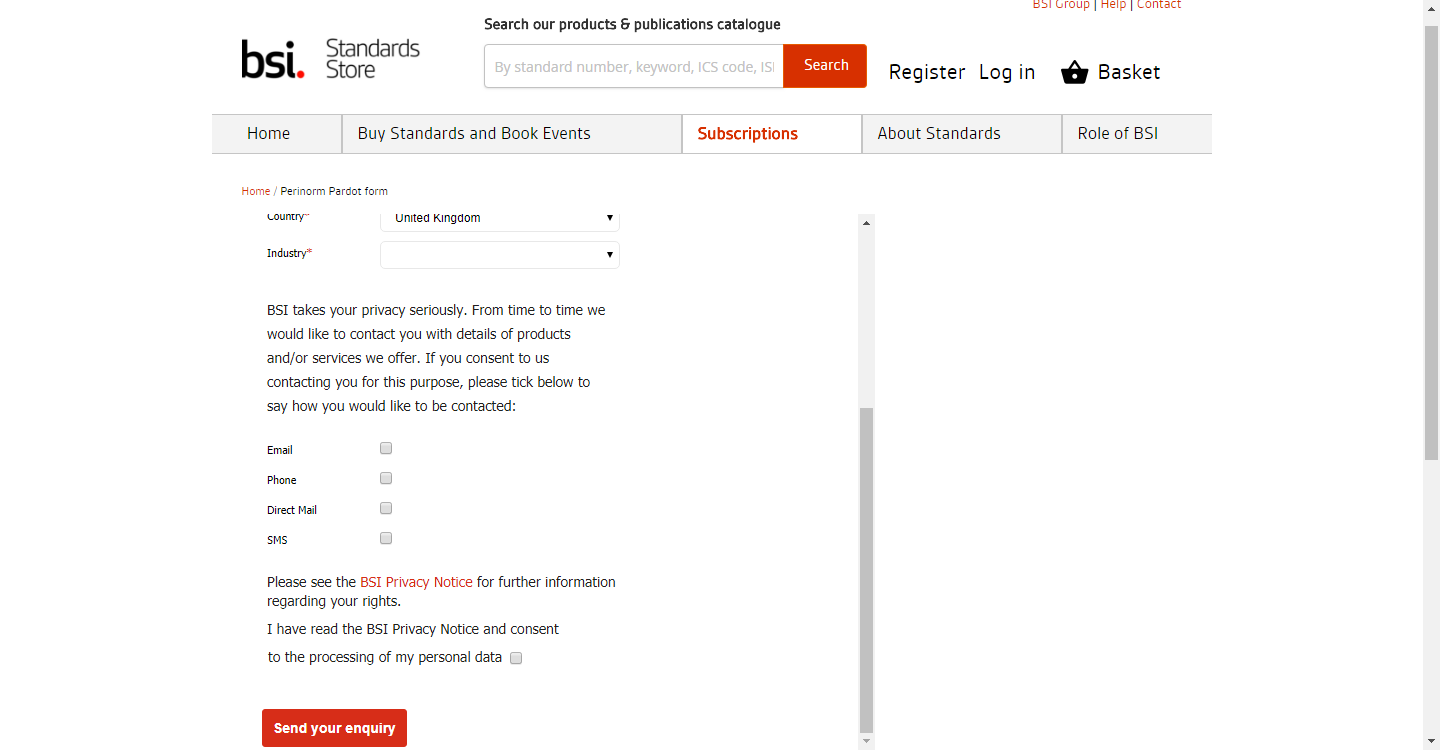 BSI Group | Help | Contact
Search our products & publications catalogue
bsi. Standards Store
By standard number, keyword, ICS code, ISI
Search
Register Log in Basket
Home Buy Standards and Book Events Subscriptions About Standards Role of BSI
Home / Perinorm Pardot form
Country* United Kingdom
Industry*
BSI takes your privacy seriously. From time to time we
would like to contact you with details of products
and/or services we offer. If you consent to us
contacting you for this purpose, please tick below to
say how you would like to be contacted:
Email
Phone
Direct Mail
SMS
Please see the BSI Privacy Notice for further information
regarding your rights.
I have read the BSI Privacy Notice and consent
to the processing of my personal data
Send your enquiry